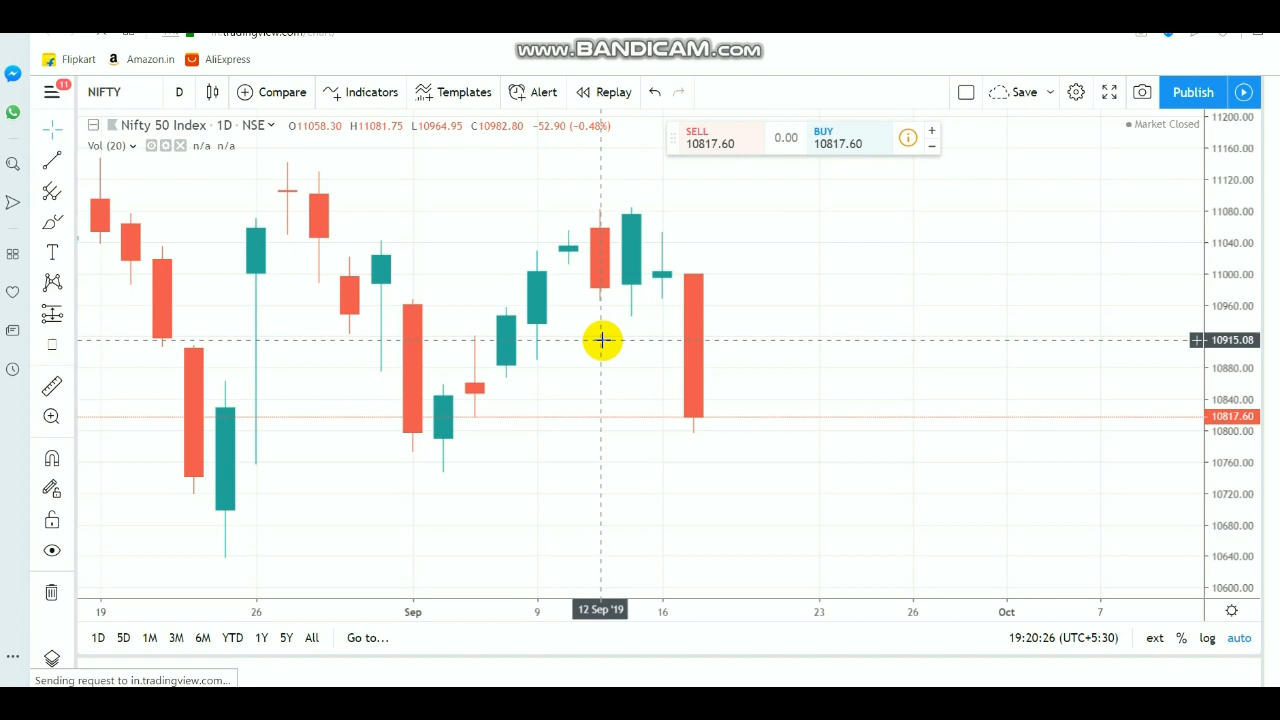 in.tradingview.com/chart/
www.BANDICAM.com
Flipkart Amazon.in AliExpress
11
NIFTY D Compare Indicators Templates Alert Replay Save Publish
Nifty 50 Index · 1D · NSE O11058.30 H11081.75 L10964.95 C10982.80 −52.90 (−0.48%)
Vol (20) n/a n/a
SELL
10817.60
0.00
BUY
10817.60
Market Closed
11200.00
11160.00
11120.00
11080.00
11040.00
11000.00
10960.00
10915.08
10880.00
10840.00
10817.60
10800.00
10760.00
10720.00
10680.00
10640.00
10600.00
19 26 Sep 9 12 Sep '19 16 23 26 Oct 7
1D 5D 1M 3M 6M YTD 1Y 5Y All Go to... 19:20:26 (UTC+5:30) ext % log auto
Sending request to in.tradingview.com...